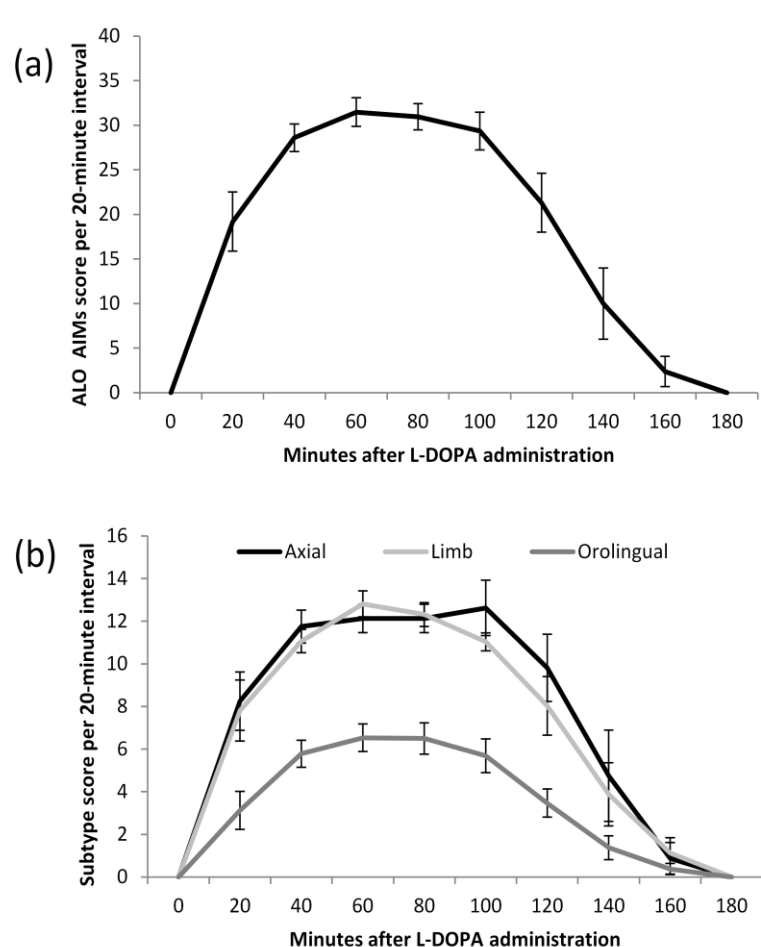 (a)
ALO AIMs score per 20-minute interval
40
35
30
25
20
15
10
5
0
0 20 40 60 80 100 120 140 160 180
Minutes after L-DOPA administration
(b)
Subtype score per 20-minute interval
Axial Limb Orolingual
16
14
12
10
8
6
4
2
0
0 20 40 60 80 100 120 140 160 180
Minutes after L-DOPA administration